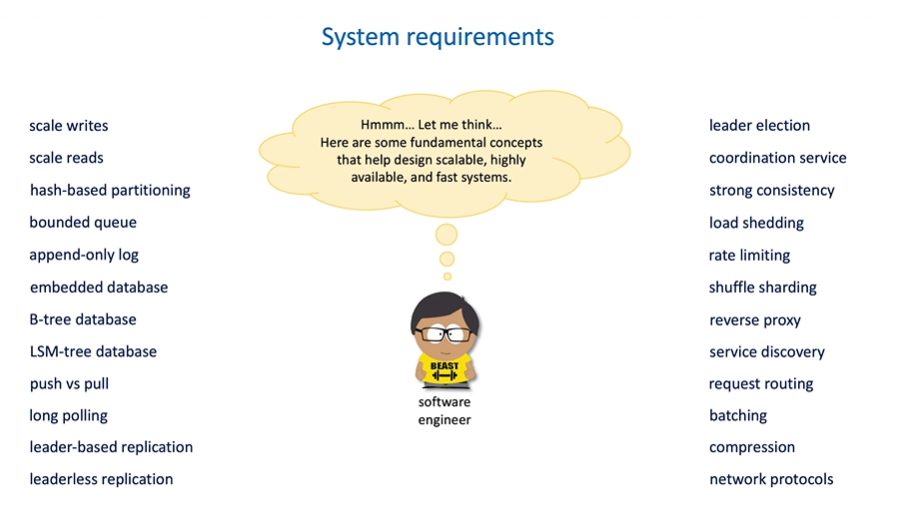 System requirements
Hmmm... Let me think...
Here are some fundamental concepts
that help design scalable, highly
available, and fast systems.
scale writes
scale reads
hash-based partitioning
bounded queue
append-only log
embedded database
B-tree database
LSM-tree database
push vs pull
long polling
leader-based replication
leaderless replication
BEAST
software
engineer
leader election
coordination service
strong consistency
load shedding
rate limiting
shuffle sharding
reverse proxy
service discovery
request routing
batching
compression
network protocols